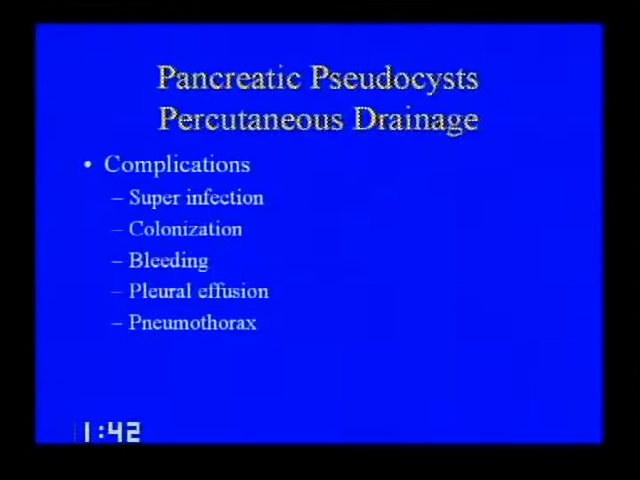 Pancreatic Pseudocysts
Percutaneous Drainage
• Complications
– Super infection
– Colonization
– Bleeding
– Pleural effusion
– Pneumothorax
1:42